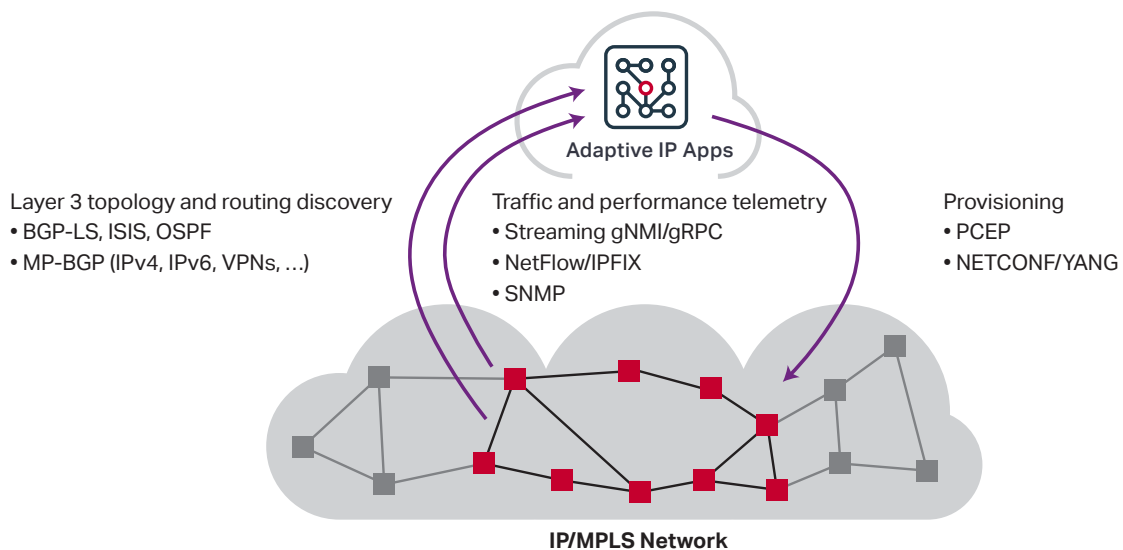 Adaptive IP Apps
Layer 3 topology and routing discovery
• BGP-LS, ISIS, OSPF
• MP-BGP (IPv4, IPv6, VPNs, …)
Traffic and performance telemetry
• Streaming gNMI/gRPC
• NetFlow/IPFIX
• SNMP
Provisioning
• PCEP
• NETCONF/YANG
IP/MPLS Network